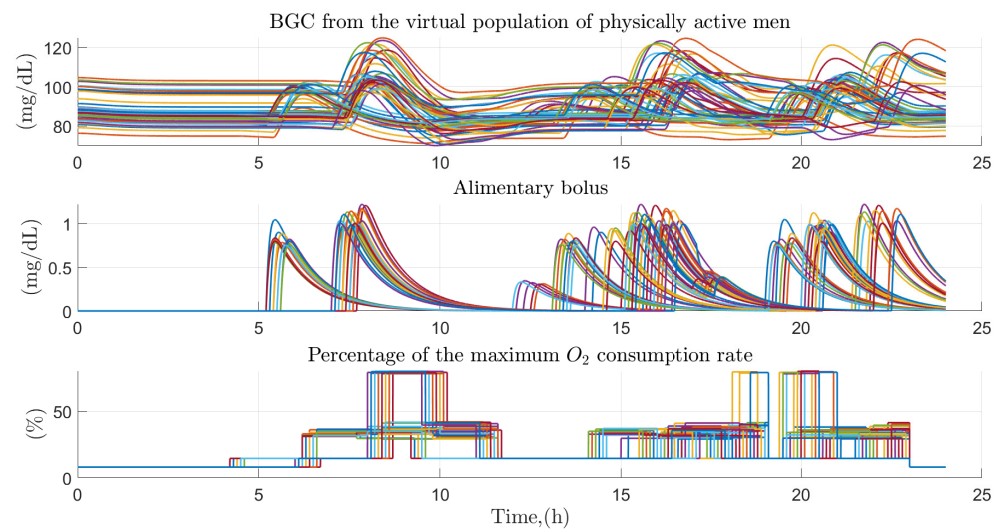 BGC from the virtual population of physically active men
120
100
80
(mg/dL)
0 5 10 15 20 25
Alimentary bolus
1
0.5
0
(mg/dL)
0 5 10 15 20 25
Percentage of the maximum O2 consumption rate
50
0
(%)
0 5 10 15 20 25
Time,(h)